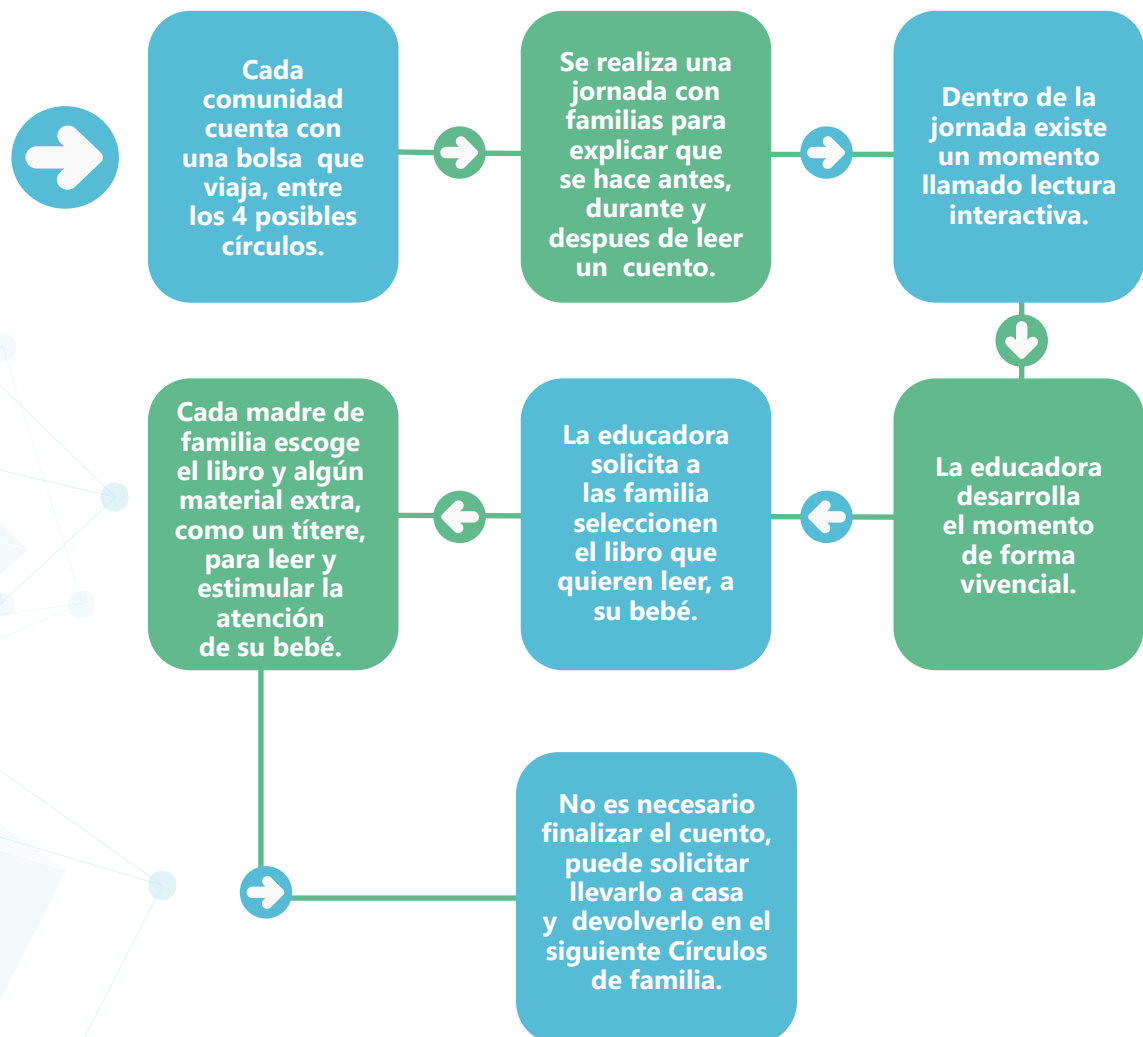 Cada
comunidad
cuenta con
una bolsa que
viaja, entre
los 4 posibles
círculos.
Se realiza una
jornada con
familias para
explicar que
se hace antes,
durante y
despues de leer
un cuento.
Dentro de la
jornada existe
un momento
llamado lectura
interactiva.
La educadora
desarrolla
el momento
de forma
vivencial.
La educadora
solicita a
las familia
seleccionen
el libro que
quieren leer, a
su bebé.
Cada madre de
familia escoge
el libro y algún
material extra,
como un títere,
para leer y
estimular la
atención
de su bebé.
No es necesario
finalizar el cuento,
puede solicitar
llevarlo a casa
y devolverlo en el
siguiente Círculos
de familia.